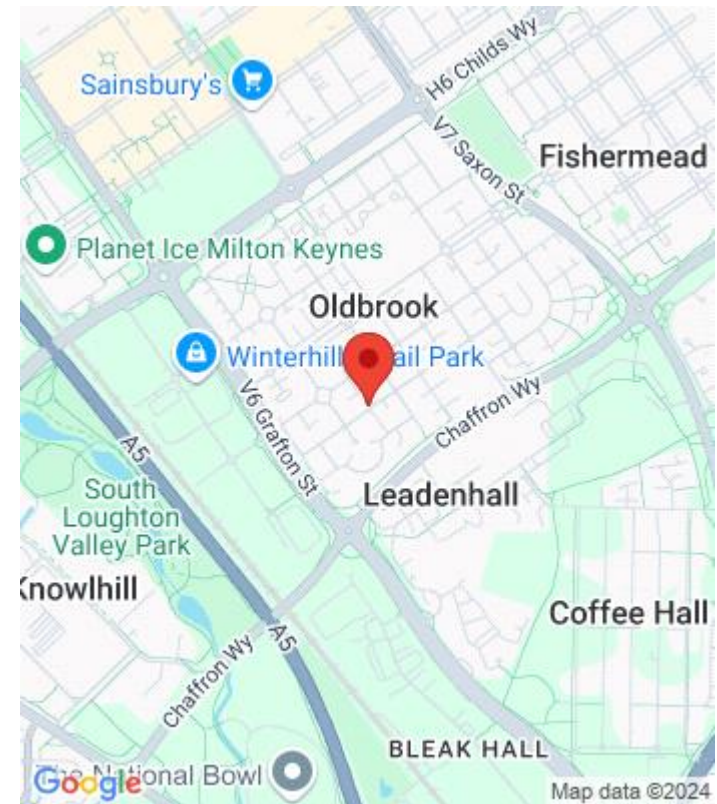 Sainsbury's
H6 Childs Wy
V7 Saxon St
Fishermead
Planet Ice Milton Keynes
Oldbrook
Winterhill
ail Park
V6 Grafton St
Chaffron Wy
A5
South
Loughton
Valley Park
Leadenhall
Knowlhill
Coffee Hall
A5
Chaffron Wy
BLEAK HALL
National Bowl
Google
Map data ©2024